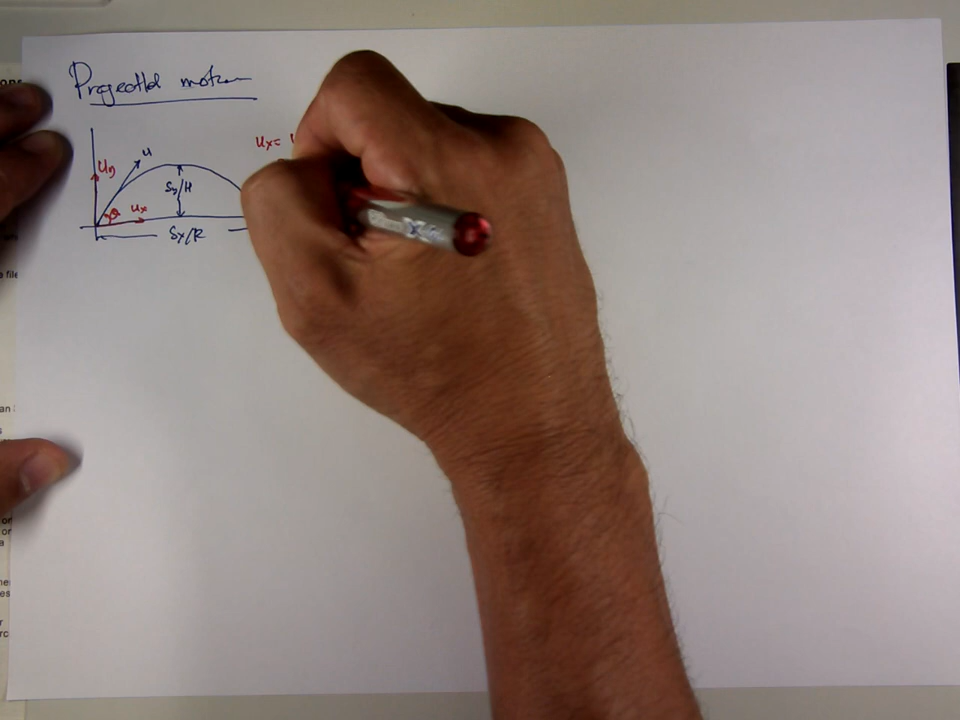 Projectile motion
Ux =
u
Uy
Sy/H
Ux
Sx/R